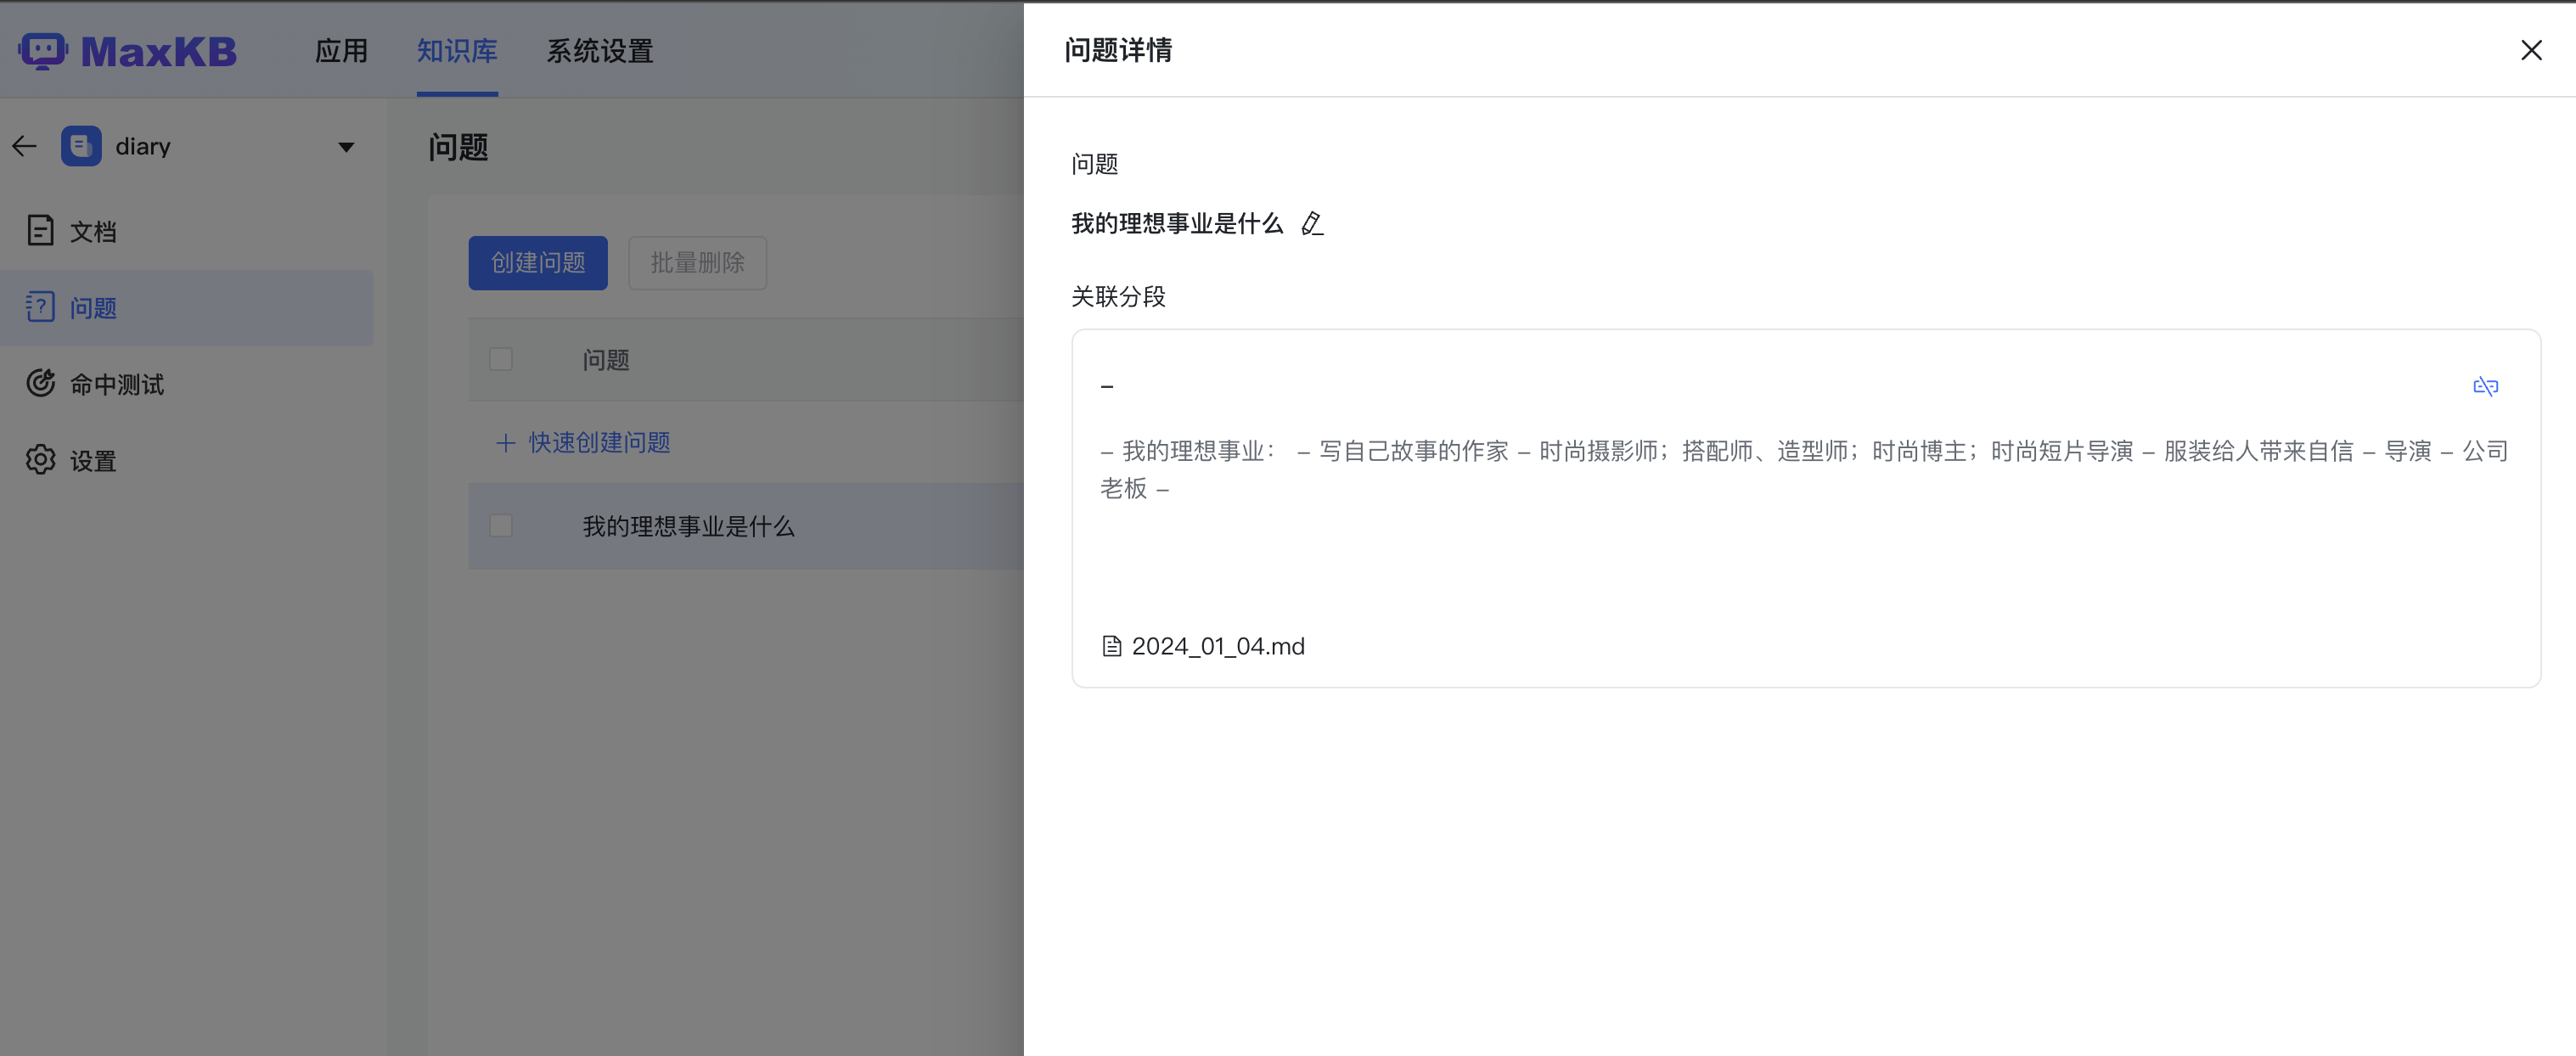 MaxKB 应用 知识库 系统设置
diary
文档
问题
命中测试
设置
问题
创建问题 批量删除
问题
+ 快速创建问题
我的理想事业是什么
问题详情
问题
我的理想事业是什么
关联分段
-
- 我的理想事业： - 写自己故事的作家 - 时尚摄影师；搭配师、造型师；时尚博主；时尚短片导演 - 服装给人带来自信 - 导演 - 公司
老板 -
2024_01_04.md